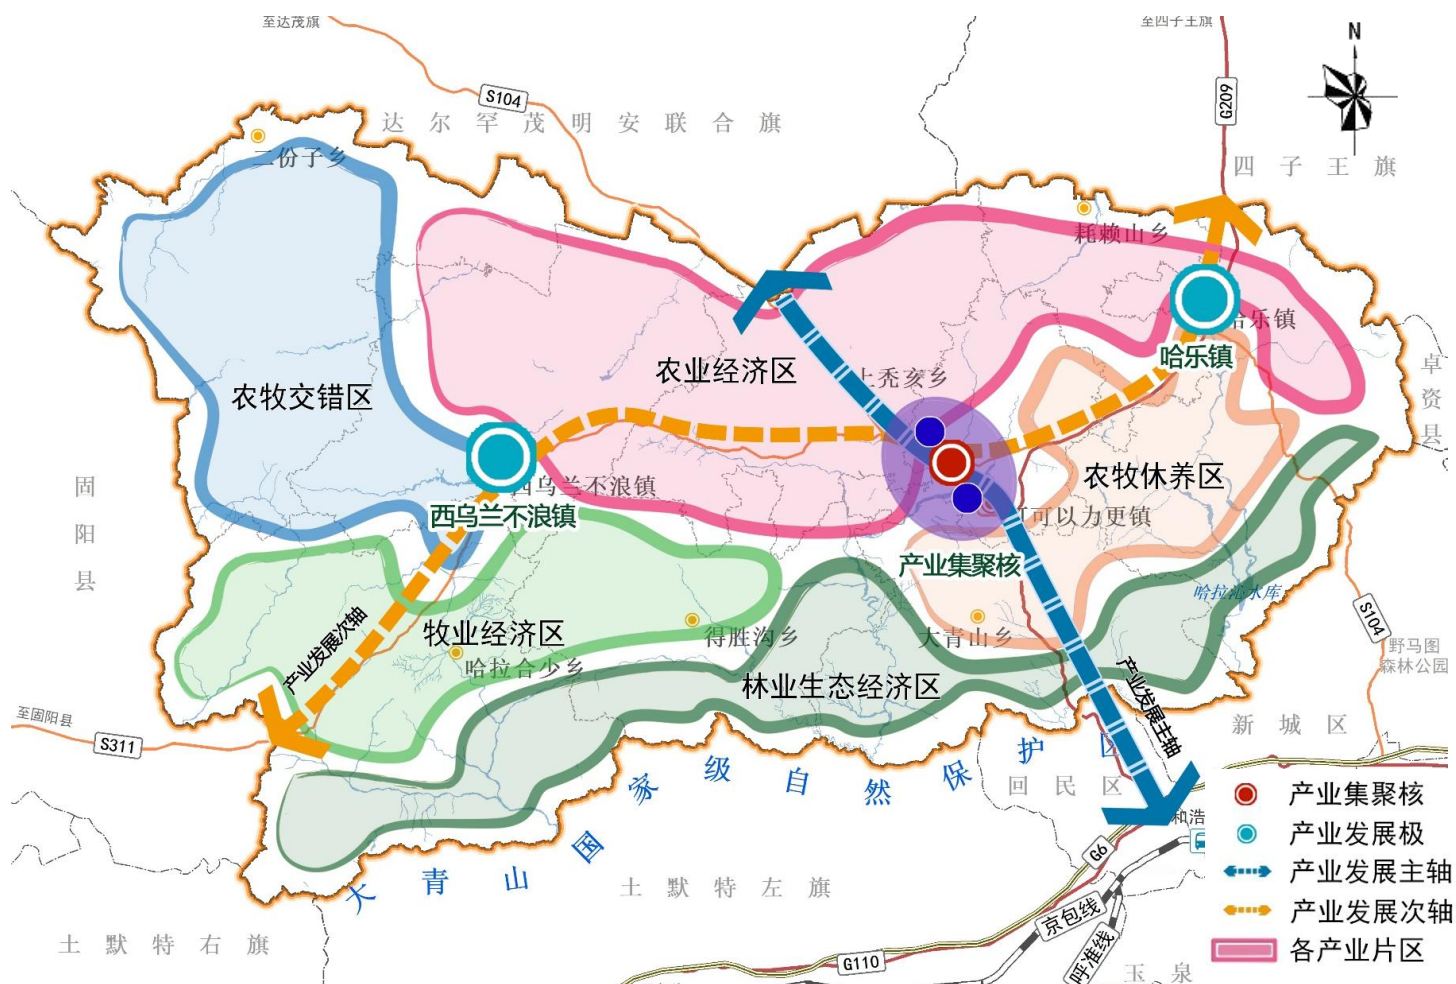 至达茂旗
至四子王旗
N
S104
G209
达尔罕茂明安联合旗
四子王旗
二份子乡
耗赖山乡
哈乐镇
哈乐镇
卓资县
农业经济区
上秃亥乡
农牧交错区
农牧休养区
固阳县
西乌兰不浪镇
西乌兰不浪镇
可以力更镇
产业集聚核
哈拉沁水库
产业发展次轴
牧业经济区
得胜沟乡
大青山乡
哈拉合少乡
S104
野马图
森林公园
林业生态经济区
产业发展主轴
至固阳县
S311
新城区
回民区
大青山国家级自然保护区
和浩
G6
土默特左旗
京包线
呼准线
土默特右旗
G110
玉泉
产业集聚核
产业发展极
产业发展主轴
产业发展次轴
各产业片区